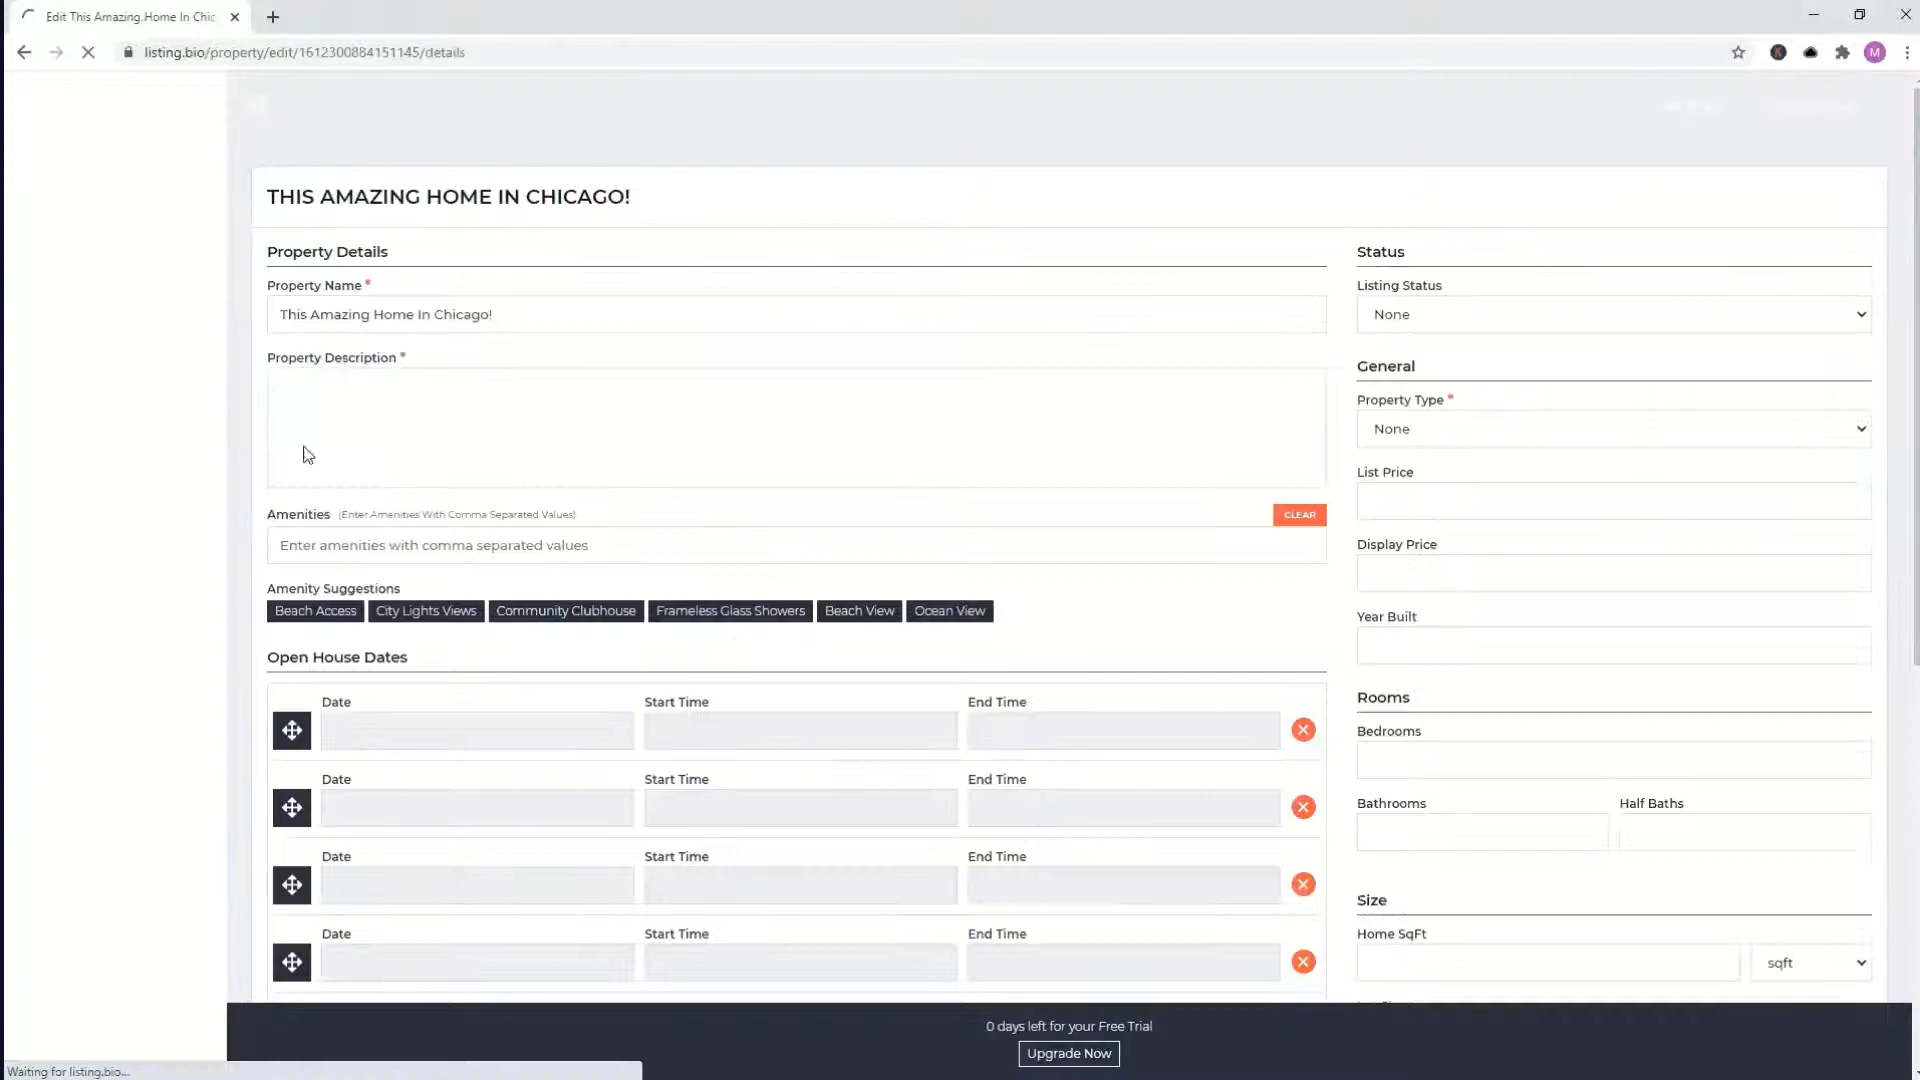 Edit This Amazing Home In Chic
listing.bio/property/edit/1612300884151145/details
M
THIS AMAZING HOME IN CHICAGO!
Property Details
Property Name *
This Amazing Home In Chicago!
Property Description *
Amenities (Enter Amenities With Comma Separated Values)
CLEAR
Enter amenities with comma separated values
Amenity Suggestions
Beach Access City Lights Views Community Clubhouse Frameless Glass Showers Beach View Ocean View
Open House Dates
Date Start Time End Time
Date Start Time End Time
Date Start Time End Time
Date Start Time End Time
Status
Listing Status
None
General
Property Type *
None
List Price
Display Price
Year Built
Rooms
Bedrooms
Bathrooms Half Baths
Size
Home SqFt
sqft
0 days left for your Free Trial
Upgrade Now
Waiting for listing.bio...